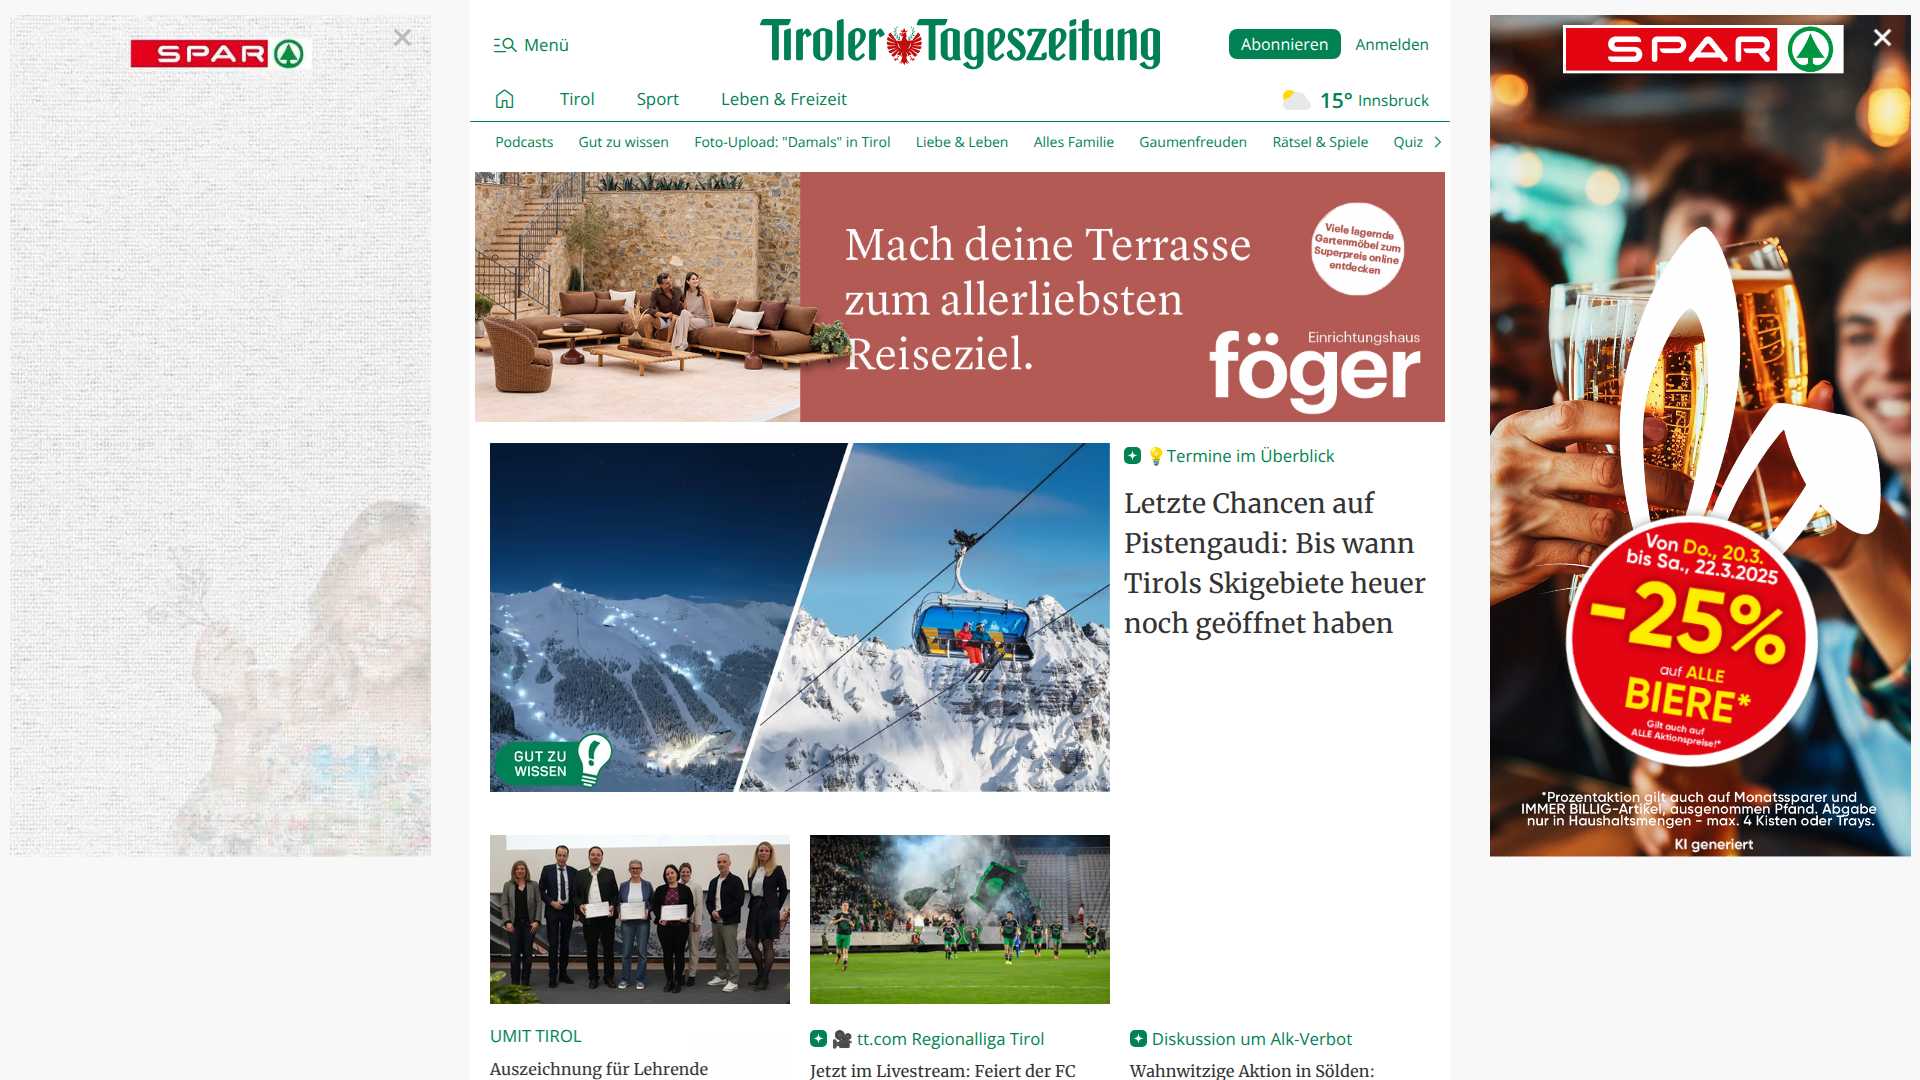 SPAR
Menü
Tiroler Tageszeitung
Abonnieren
Anmelden
Tirol
Sport
Leben & Freizeit
15° Innsbruck
Podcasts
Gut zu wissen
Foto-Upload: "Damals" in Tirol
Liebe & Leben
Alles Familie
Gaumenfreuden
Rätsel & Spiele
Quiz
Mach deine Terrasse
zum allerliebsten
Reiseziel.
Viele lagernde
Gartenmöbel zum
Superpreis online
entdecken
Einrichtungshaus
föger
GUT ZU
WISSEN
Termine im Überblick
Letzte Chancen auf
Pistengaudi: Bis wann
Tirols Skigebiete heuer
noch geöffnet haben
UMIT TIROL
Auszeichnung für Lehrende
tt.com Regionalliga Tirol
Jetzt im Livestream: Feiert der FC
Diskussion um Alk-Verbot
Wahnwitzige Aktion in Sölden:
SPAR
Von Do., 20.3.
bis Sa., 22.3.2025
-25%
auf ALLE
BIERE*
Gilt auch auf
ALLE Aktionspreise!*
*Prozentaktion gilt auch auf Monatssparer und
IMMER BILLIG-Artikel, ausgenommen Pfand. Abgabe
nur in Haushaltsmengen - max. 4 Kisten oder Trays.
KI generiert